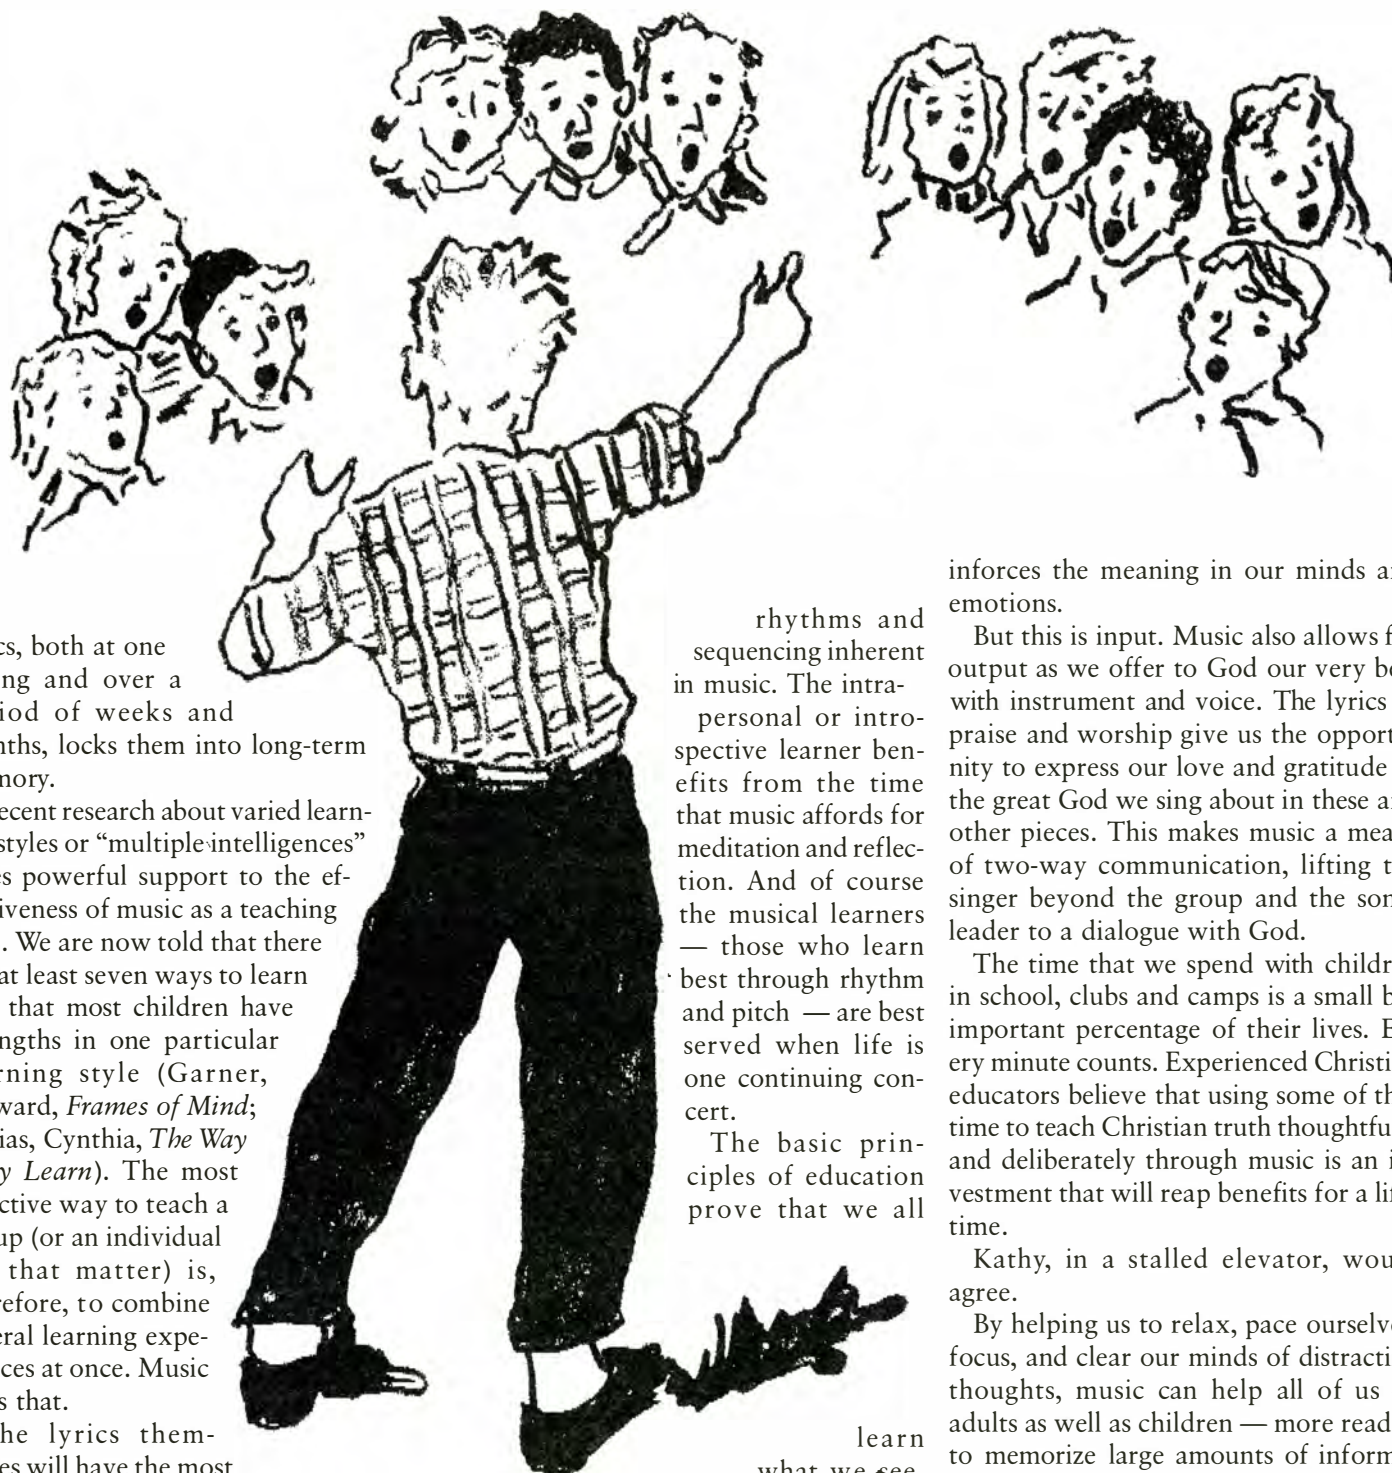 cs, both at one
ng and over a
iod of weeks and
nths, locks them into long-term
mory.
ecent research about varied learn-
styles or “multiple intelligences”
es powerful support to the ef-
iveness of music as a teaching
. We are now told that there
at least seven ways to learn
that most children have
ngths in one particular
rning style (Garner,
ward, Frames of Mind;
ias, Cynthia, The Way
y Learn). The most
ctive way to teach a
up (or an individual
that matter) is,
refore, to combine
eral learning expe-
ces at once. Music
s that.
he lyrics them-
es will have the most
rhythms and
sequencing inherent
in music. The intra-
personal or intro-
spective learner ben-
efits from the time
that music affords for
meditation and reflec-
tion. And of course
the musical learners
— those who learn
best through rhythm
and pitch — are best
served when life is
one continuing con-
cert.
The basic prin-
ciples of education
prove that we all
learn
what we see,
inforces the meaning in our minds a
emotions.
But this is input. Music also allows f
output as we offer to God our very be
with instrument and voice. The lyrics
praise and worship give us the opport
nity to express our love and gratitude
the great God we sing about in these a
other pieces. This makes music a mea
of two-way communication, lifting t
singer beyond the group and the son
leader to a dialogue with God.
The time that we spend with childr
in school, clubs and camps is a small b
important percentage of their lives. E
ery minute counts. Experienced Christi
educators believe that using some of th
time to teach Christian truth thoughtfu
and deliberately through music is an i
vestment that will reap benefits for a lif
time.
Kathy, in a stalled elevator, wou
agree.
By helping us to relax, pace ourselve
focus, and clear our minds of distracti
thoughts, music can help all of us
adults as well as children — more read
to memorize large amounts of inform